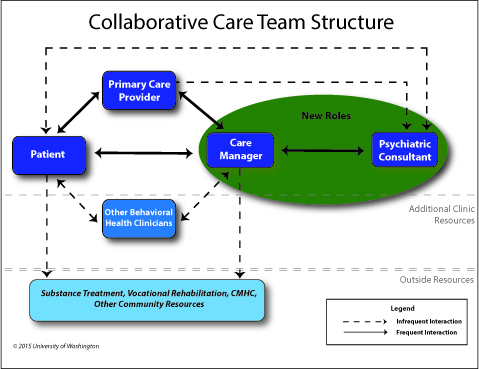 Collaborative Care Team Structure
Primary Care
Provider
New Roles
Patient
Care
Manager
Psychiatric
Consultant
Other Behavioral
Health Clinicians
Additional Clinic
Resources
Outside Resources
Substance Treatment, Vocational Rehabilitation, CMHC,
Other Community Resources
Legend
Infrequent Interaction
Frequent Interaction
© 2015 University of Washington